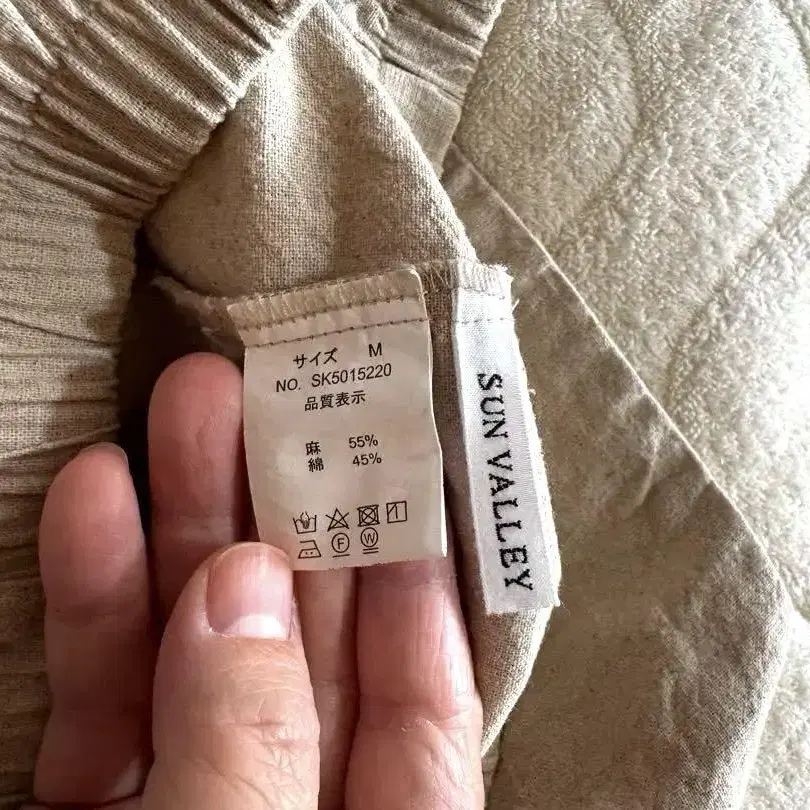 サイズ M
NO. SK5015220
品質表示
麻 55%
綿 45%
F W
SUN VALLEY